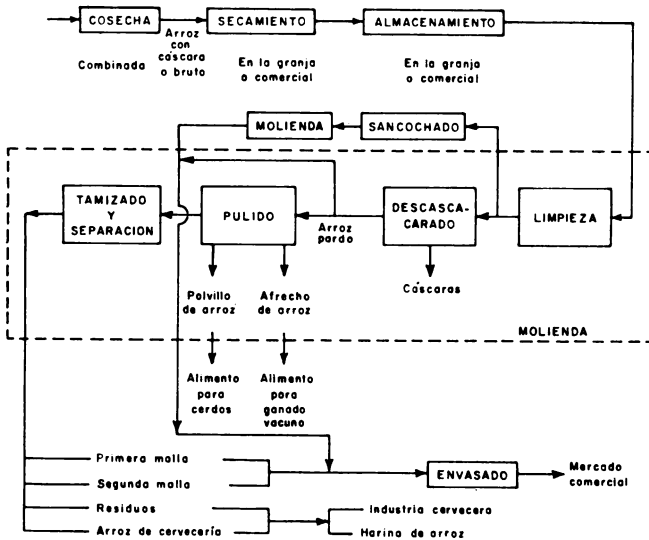 COSECHA
Arroz
con
cáscara
o bruto
SECAMIENTO
ALMACENAMIENTO
Combinada
En la granja
o comercial
En la granja
o comercial
MOLIENDA
SANCOCHADO
TAMIZADO
Y
SEPARACION
PULIDO
Arroz
pardo
DESCASCA-
CARADO
LIMPIEZA
Polvillo
de arroz
Afrecho
de arroz
Cáscaras
MOLIENDA
Alimento
para
cerdos
Alimento
para
ganado
vacuno
Primera malla
Segunda malla
ENVASADO
Mercado
comercial
Residuos
Arroz de cervecería
Industria cervecera
Harina de arroz